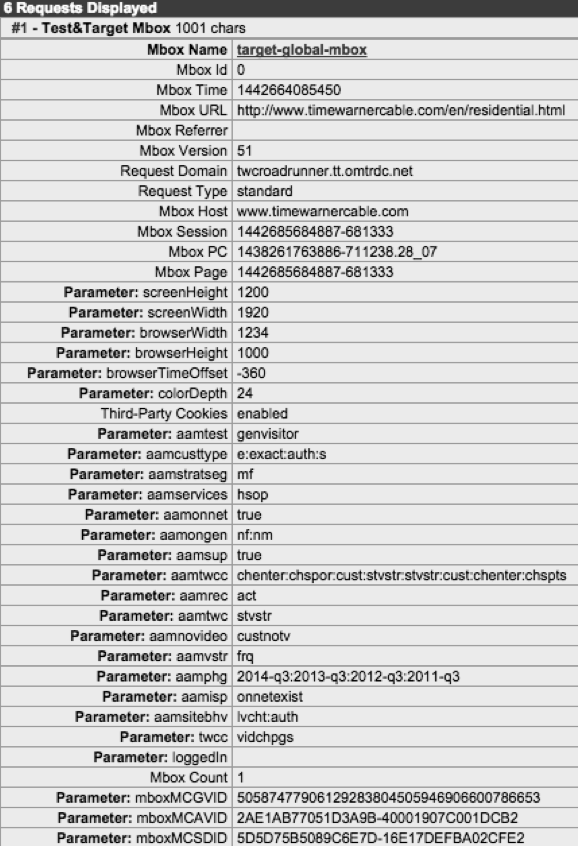 6 Requests Displayed
#1 - Test&Target Mbox 1001 chars
Mbox Name target-global-mbox
Mbox Id 0
Mbox Time 1442664085450
Mbox URL http://www.timewarnercable.com/en/residential.html
Mbox Referrer
Mbox Version 51
Request Domain twcroadrunner.tt.omtrdc.net
Request Type standard
Mbox Host www.timewarnercable.com
Mbox Session 1442685684887-681333
Mbox PC 1438261763886-711238.28_07
Mbox Page 1442685684887-681333
Parameter: screenHeight 1200
Parameter: screenWidth 1920
Parameter: browserWidth 1234
Parameter: browserHeight 1000
Parameter: browserTimeOffset -360
Parameter: colorDepth 24
Third-Party Cookies enabled
Parameter: aamtest genvisitor
Parameter: aamcusttype e:exact:auth:s
Parameter: aamstratseg mf
Parameter: aamservices hsop
Parameter: aamonnet true
Parameter: aamongen nf:nm
Parameter: aamsup true
Parameter: aamtwcc chenter:chspor:cust:stvstr:stvstr:cust:chenter:chspts
Parameter: aamrec act
Parameter: aamtwc stvstr
Parameter: aamnovideo custnotv
Parameter: aamvstr frq
Parameter: aamphg 2014-q3:2013-q3:2012-q3:2011-q3
Parameter: aamisp onnetexist
Parameter: aamsitebhv lvcht:auth
Parameter: twcc vidchpgs
Parameter: loggedIn
Mbox Count 1
Parameter: mboxMCGVID 50587477906129283804505946906600786653
Parameter: mboxMCAVID 2AE1AB77051D3A9B-40001907C001DCB2
Parameter: mboxMCSDID 5D5D75B5089C6E7D-16E17DEFBA02CFE2